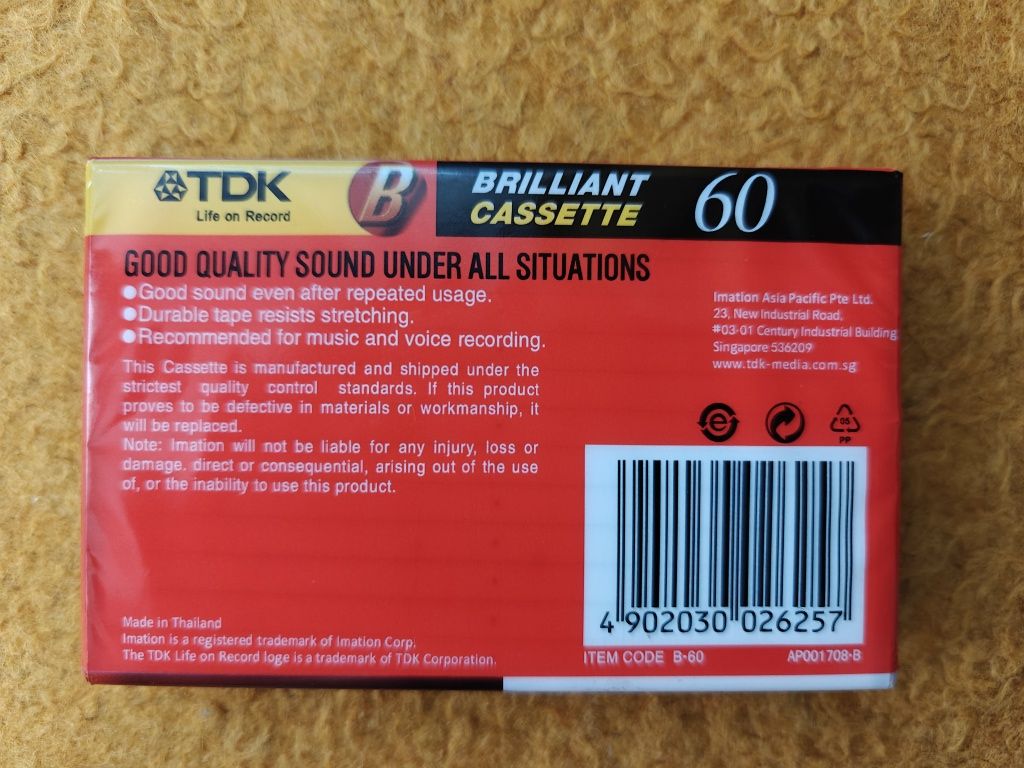 TDK
Life on Record
B
BRILLIANT
CASSETTE
60
GOOD QUALITY SOUND UNDER ALL SITUATIONS
●Good sound even after repeated usage.
●Durable tape resists stretching.
●Recommended for music and voice recording.
This Cassette is manufactured and shipped under the
strictest quality control standards. If this product
proves to be defective in materials or workmanship, it
will be replaced.
Note: Imation will not be liable for any injury, loss or
damage. direct or consequential, arising out of the use
of, or the inability to use this product.
Imation Asia Pacific Pte Ltd.
23, New Industrial Road.
#03-01 Century Industrial Building
Singapore 536209
www.tdk-media.com.sg
e
05
PP
4 902030 026257
Made in Thailand
Imation is a registered trademark of Imation Corp.
The TDK Life on Record loge is a trademark of TDK Corporation.
ITEM CODE B-60
AP001708-B